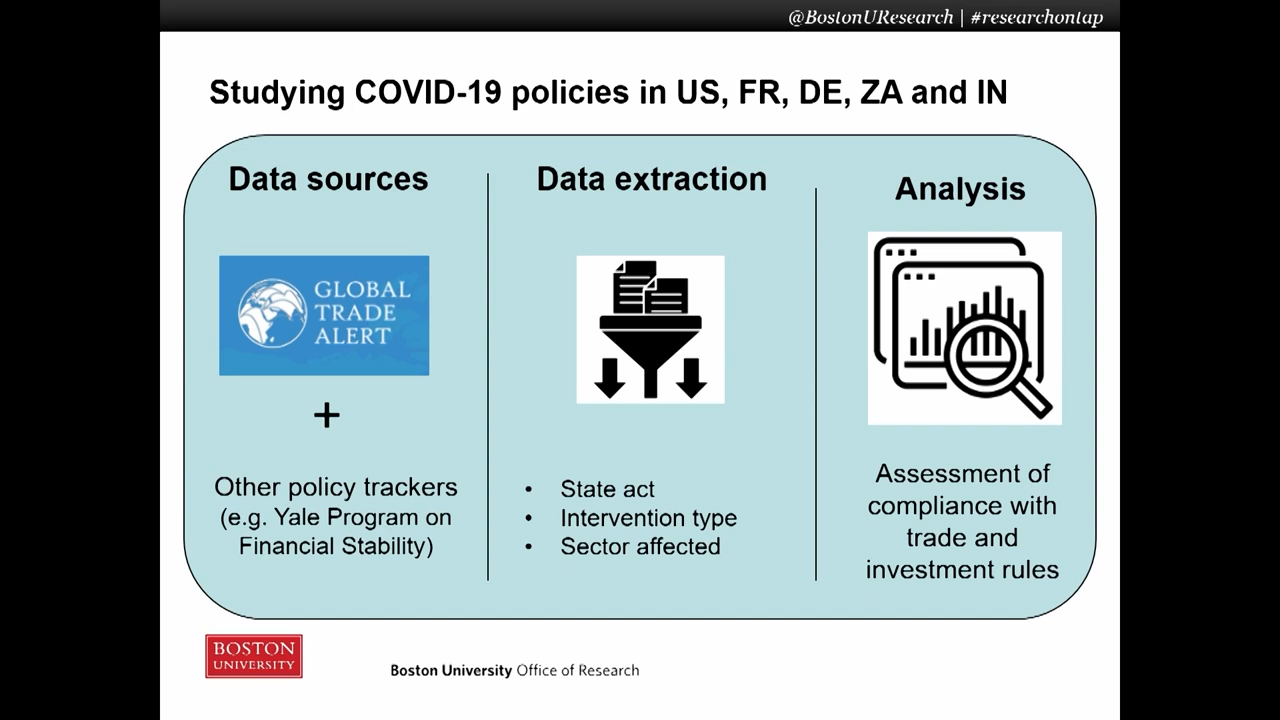 @BostonUResearch | #researchontap
Studying COVID-19 policies in US, FR, DE, ZA and IN
Data sources
GLOBAL
TRADE
ALERT
+
Other policy trackers
(e.g. Yale Program on
Financial Stability)
Data extraction
• State act
• Intervention type
• Sector affected
Analysis
Assessment of
compliance with
trade and
investment rules
BOSTON
UNIVERSITY
Boston University Office of Research